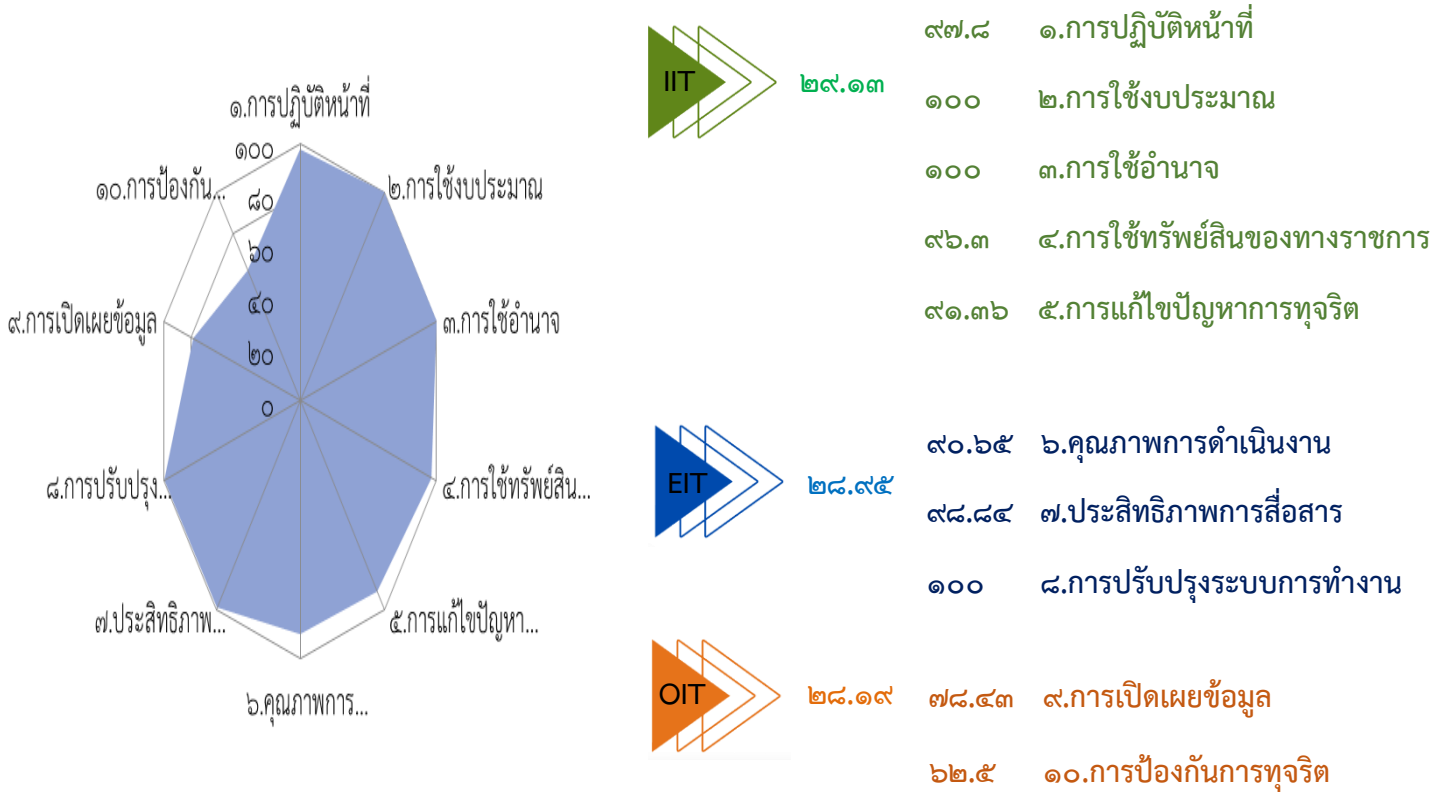 ๑.การปฏิบัติหน้าที่
๒.การใช้งบประมาณ
๓.การใช้อำนาจ
๔.การใช้ทรัพย์สิน...
๕.การแก้ไขปัญหา...
๖.คุณภาพการ...
๗.ประสิทธิภาพ...
๘.การปรับปรุง...
๙.การเปิดเผยข้อมูล
๑๐.การป้องกัน...
๑๐๐
๘๐
๖๐
๔๐
๒๐
๐
IIT ๒๙.๑๓
๙๗.๘ ๑.การปฏิบัติหน้าที่
๑๐๐ ๒.การใช้งบประมาณ
๑๐๐ ๓.การใช้อำนาจ
๙๖.๓ ๔.การใช้ทรัพย์สินของทางราชการ
๙๑.๓๖ ๕.การแก้ไขปัญหาการทุจริต
EIT ๒๘.๙๕
๙๐.๖๕ ๖.คุณภาพการดำเนินงาน
๙๘.๘๔ ๗.ประสิทธิภาพการสื่อสาร
๑๐๐ ๘.การปรับปรุงระบบการทำงาน
OIT ๒๘.๑๙
๗๘.๔๓ ๙.การเปิดเผยข้อมูล
๖๒.๕ ๑๐.การป้องกันการทุจริต